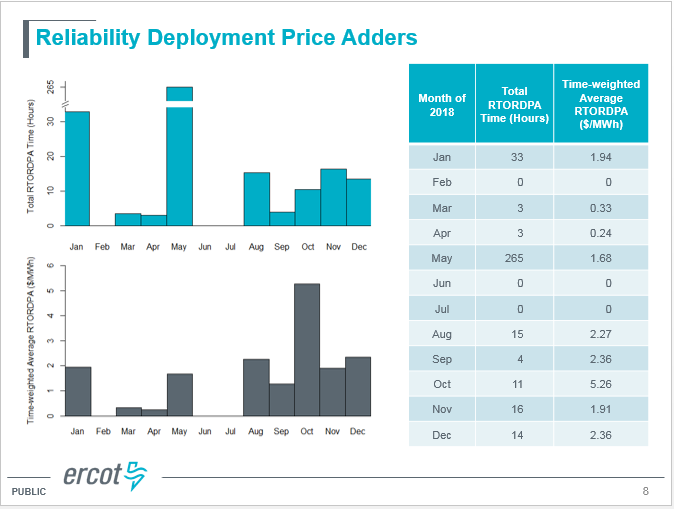 Reliability Deployment Price Adders
Total RTORDPA Time (Hours)
265
30
20
10
0
Jan Feb Mar Apr May Jun Jul Aug Sep Oct Nov Dec
Time-weighted Average RTORDPA ($/MWh)
6
5
4
3
2
1
0
Jan Feb Mar Apr May Jun Jul Aug Sep Oct Nov Dec
Month of 2018 Total RTORDPA Time (Hours) Time-weighted Average RTORDPA ($/MWh)
Jan 33 1.94
Feb 0 0
Mar 3 0.33
Apr 3 0.24
May 265 1.68
Jun 0 0
Jul 0 0
Aug 15 2.27
Sep 4 2.36
Oct 11 5.26
Nov 16 1.91
Dec 14 2.36
ercot
PUBLIC
8